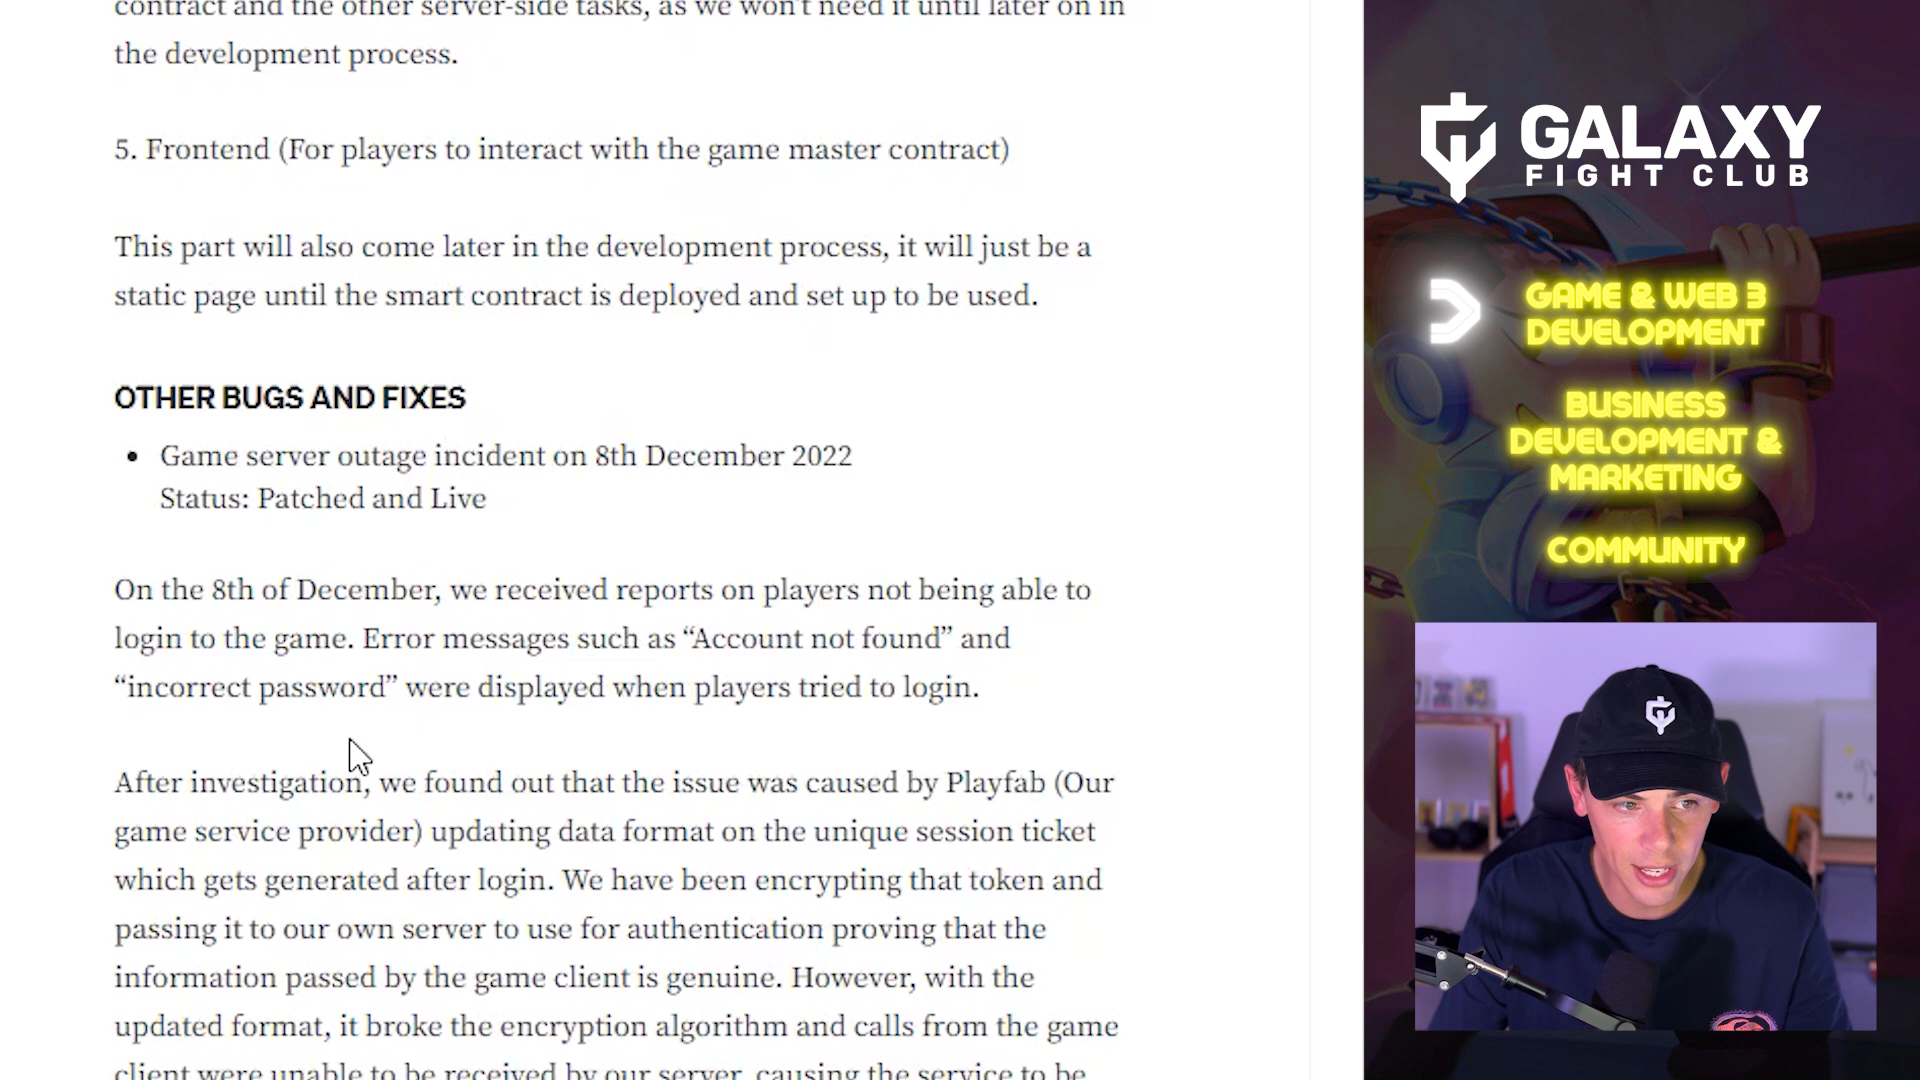 contract and the other server-side tasks, as we won't need it until later on in
the development process.
5. Frontend (For players to interact with the game master contract)
This part will also come later in the development process, it will just be a
static page until the smart contract is deployed and set up to be used.
OTHER BUGS AND FIXES
• Game server outage incident on 8th December 2022
Status: Patched and Live
On the 8th of December, we received reports on players not being able to
login to the game. Error messages such as “Account not found” and
“incorrect password” were displayed when players tried to login.
After investigation, we found out that the issue was caused by Playfab (Our
game service provider) updating data format on the unique session ticket
which gets generated after login. We have been encrypting that token and
passing it to our own server to use for authentication proving that the
information passed by the game client is genuine. However, with the
updated format, it broke the encryption algorithm and calls from the game
client were unable to be received by our server, causing the service to be
GALAXY
FIGHT CLUB
GAME & WEB 3
DEVELOPMENT
BUSINESS
DEVELOPMENT &
MARKETING
COMMUNITY